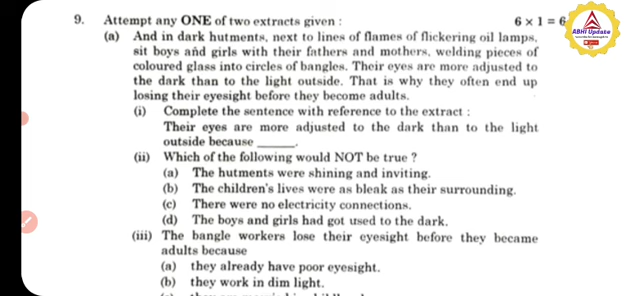 9. Attempt any ONE of two extracts given : 6 × 1 = 6
ABHI Update
(a) And in dark hutments, next to lines of flames of flickering oil lamps,
sit boys and girls with their fathers and mothers, welding pieces of
coloured glass into circles of bangles. Their eyes are more adjusted to
the dark than to the light outside. That is why they often end up
losing their eyesight before they become adults.
(i) Complete the sentence with reference to the extract :
Their eyes are more adjusted to the dark than to the light
outside because ______.
(ii) Which of the following would NOT be true ?
(a) The hutments were shining and inviting.
(b) The children's lives were as bleak as their surrounding.
(c) There were no electricity connections.
(d) The boys and girls had got used to the dark.
(iii) The bangle workers lose their eyesight before they became
adults because
(a) they already have poor eyesight.
(b) they work in dim light.